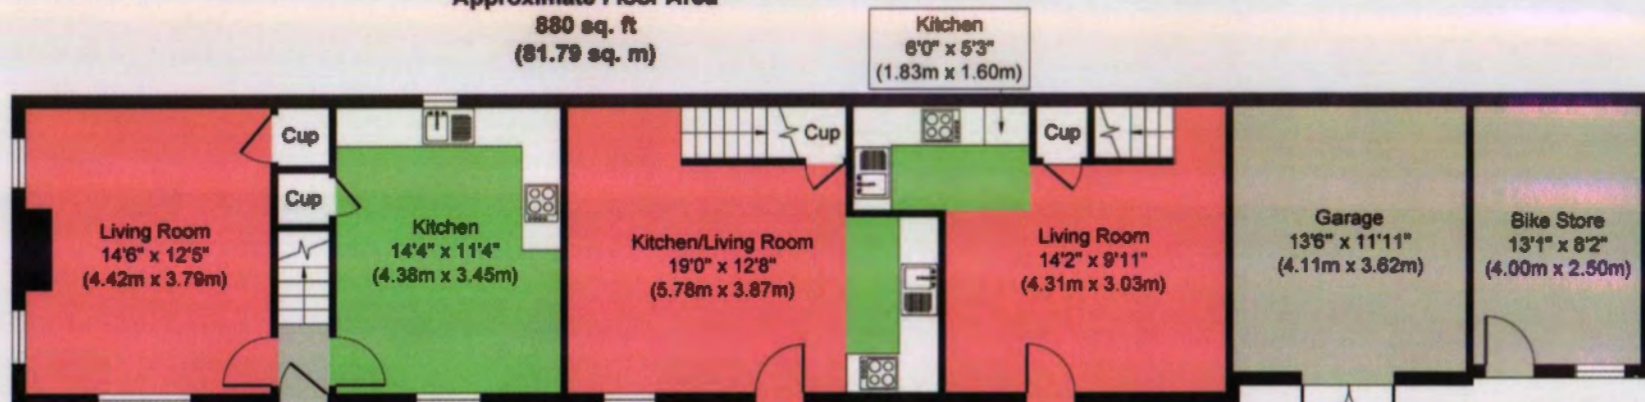 Approximate Floor Area
880 sq. ft
(81.79 sq. m)
Kitchen
6'0" x 5'3"
(1.83m x 1.60m)
Cup
Cup
Cup
Cup
Living Room
14'6" x 12'5"
(4.42m x 3.79m)
Kitchen
14'4" x 11'4"
(4.38m x 3.45m)
Kitchen/Living Room
19'0" x 12'8"
(5.78m x 3.87m)
Living Room
14'2" x 9'11"
(4.31m x 3.03m)
Garage
13'6" x 11'11"
(4.11m x 3.62m)
Bike Store
13'1" x 8'2"
(4.00m x 2.50m)